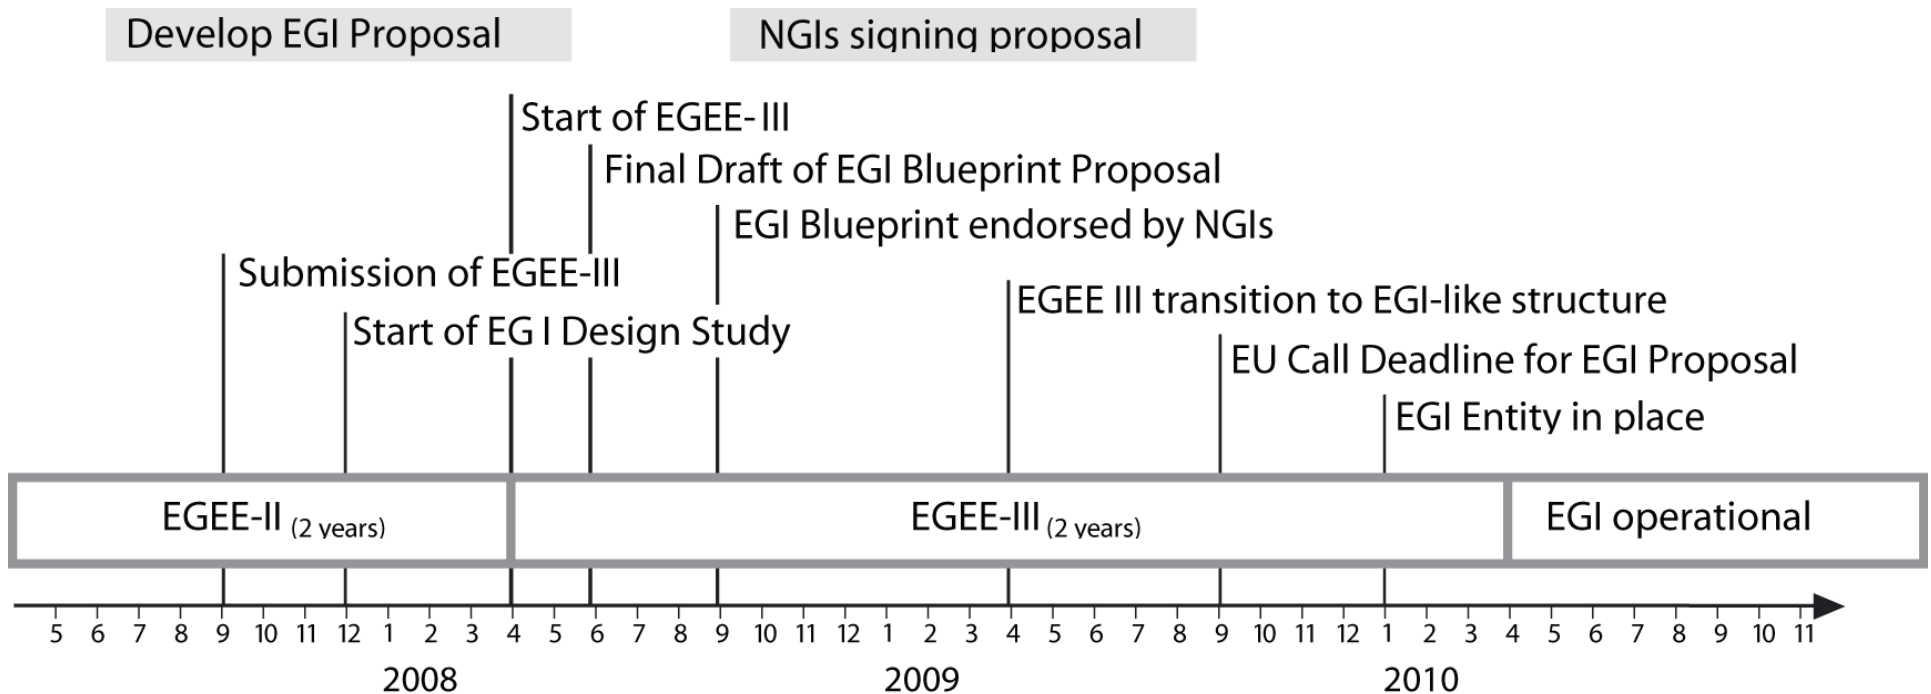 Develop EGI Proposal
NGIs signing proposal
Start of EGEE-III
Final Draft of EGI Blueprint Proposal
EGI Blueprint endorsed by NGIs
Submission of EGEE-III
EGEE III transition to EGI-like structure
Start of EG I Design Study
EU Call Deadline for EGI Proposal
EGI Entity in place
EGEE-II (2 years)
EGEE-III (2 years)
EGI operational
5 6 7 8 9 10 11 12 1 2 3 4 5 6 7 8 9 10 11 12 1 2 3 4 5 6 7 8 9 10 11 12 1 2 3 4 5 6 7 8 9 10 11
2008 2009 2010